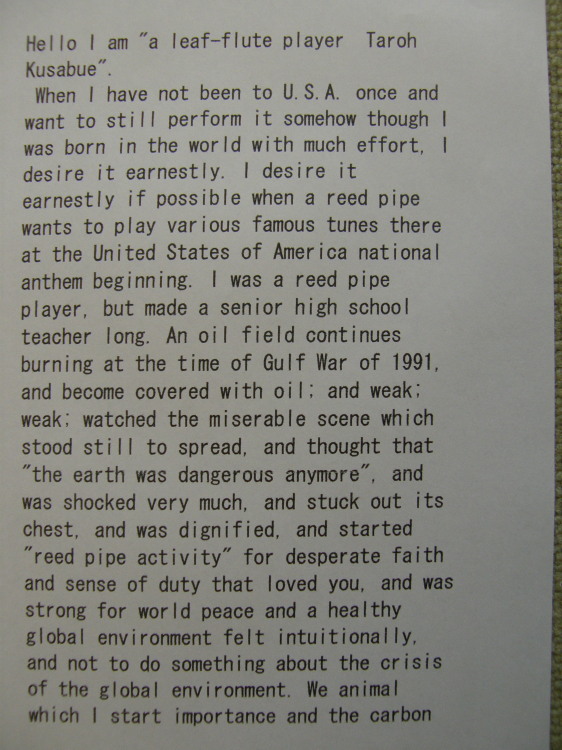 Hello I am "a leaf-flute player Taroh
Kusabue".
When I have not been to U.S.A. once and
want to still perform it somehow though I
was born in the world with much effort, I
desire it earnestly. I desire it
earnestly if possible when a reed pipe
wants to play various famous tunes there
at the United States of America national
anthem beginning. I was a reed pipe
player, but made a senior high school
teacher long. An oil field continues
burning at the time of Gulf War of 1991,
and become covered with oil; and weak;
weak; watched the miserable scene which
stood still to spread, and thought that
"the earth was dangerous anymore", and
was shocked very much, and stuck out its
chest, and was dignified, and started
"reed pipe activity" for desperate faith
and sense of duty that loved you, and was
strong for world peace and a healthy
global environment felt intuitionally,
and not to do something about the crisis
of the global environment. We animal
which I start importance and the carbon